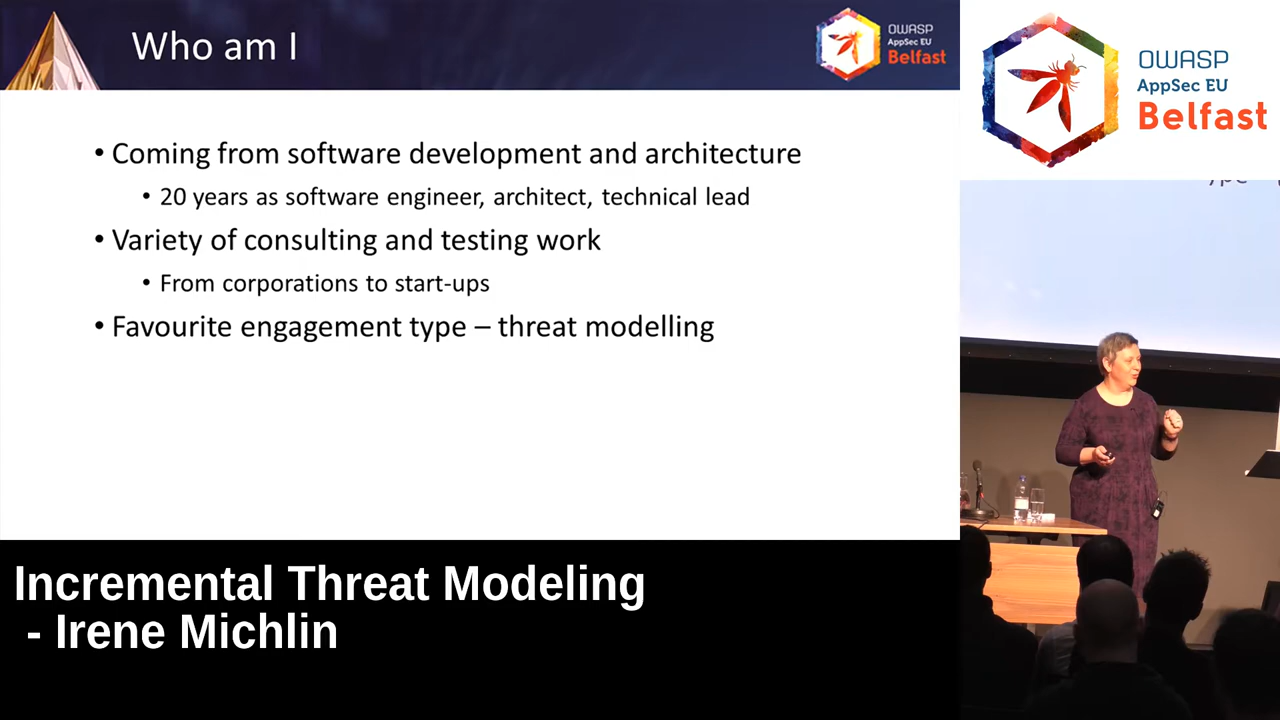 Who am I
OWASP
AppSec EU
Belfast
• Coming from software development and architecture
• 20 years as software engineer, architect, technical lead
• Variety of consulting and testing work
• From corporations to start-ups
• Favourite engagement type – threat modelling
OWASP
AppSec EU
Belfast
Incremental Threat Modeling
- Irene Michlin